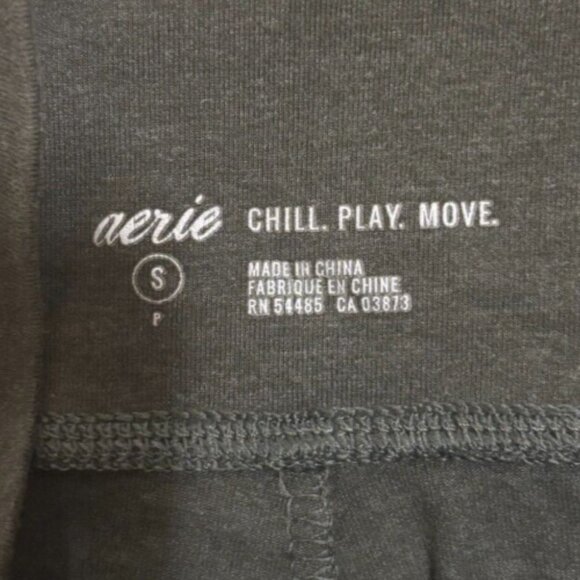 aerie CHILL. PLAY. MOVE.
S
P
MADE IN CHINA
FABRIQUE EN CHINE
RN 54485 CA 03873